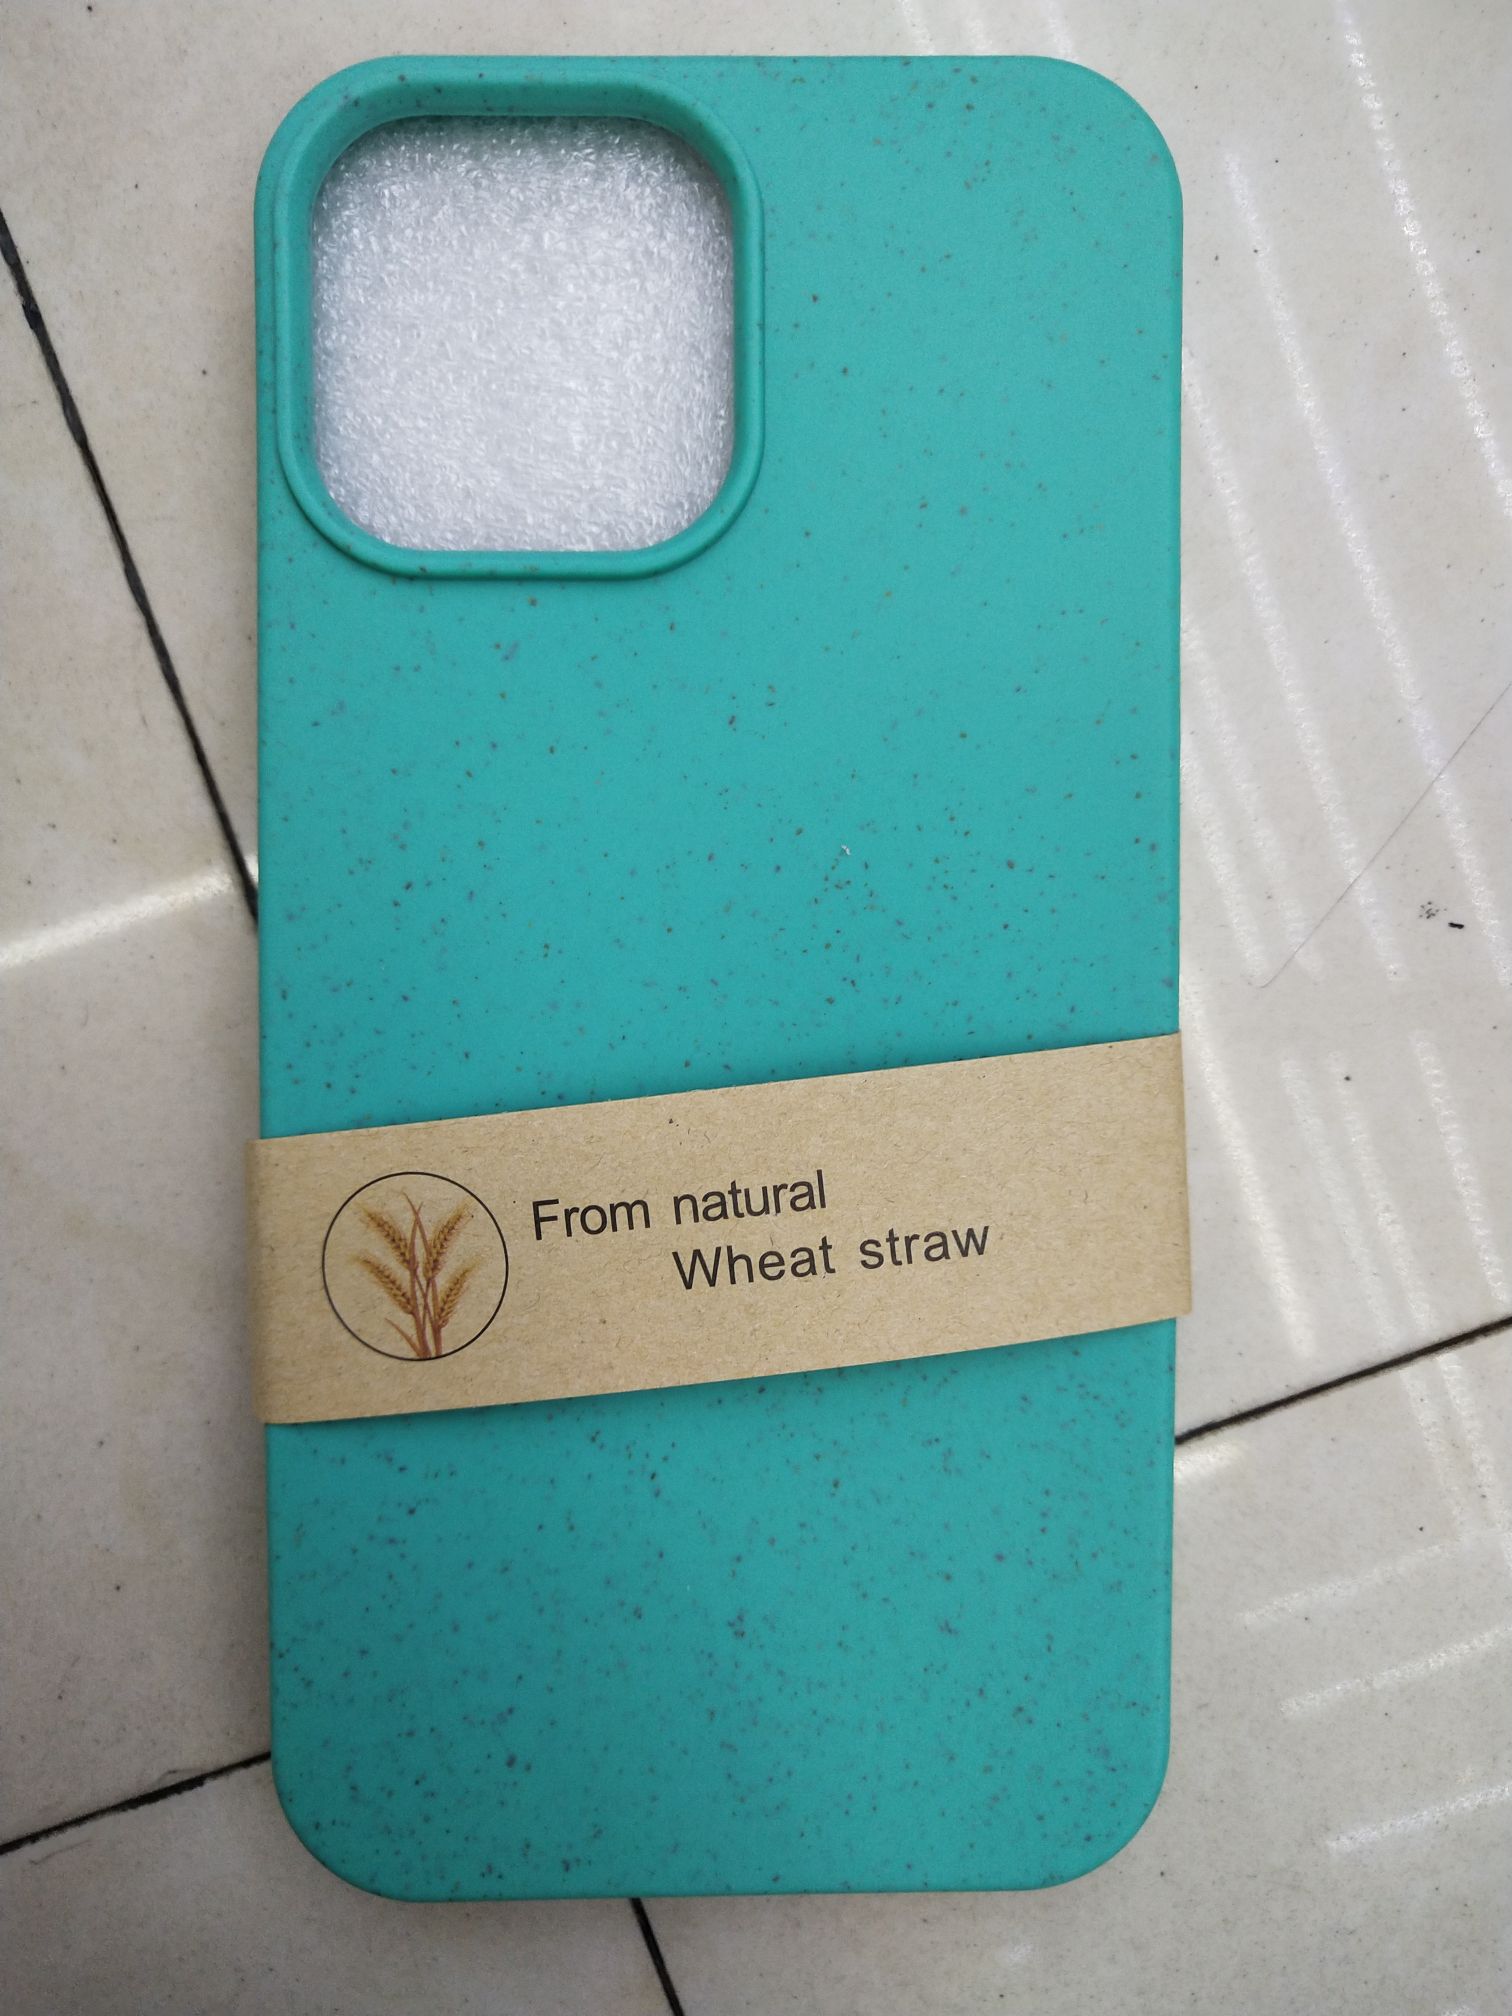 From natural
Wheat straw